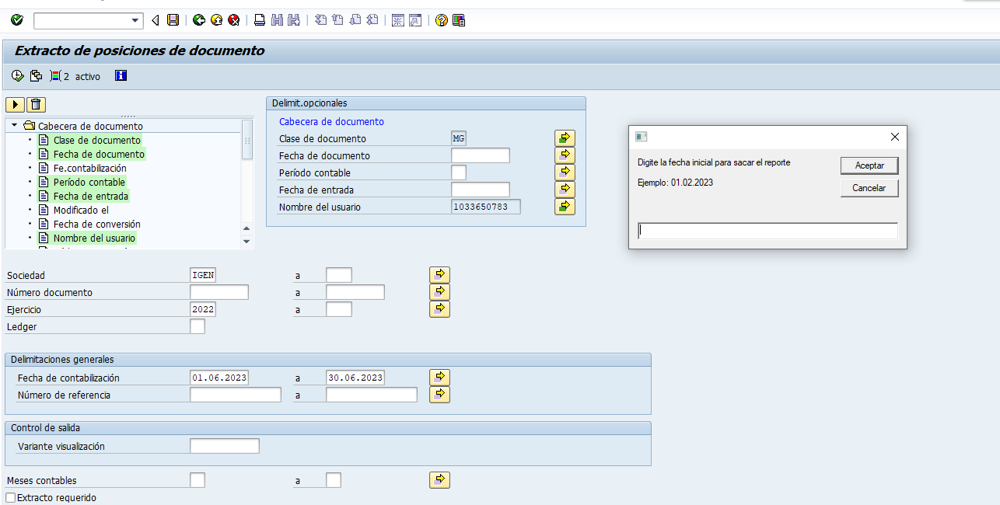 Extracto de posiciones de documento
2 activo
Cabecera de documento
Clase de documento
Fecha de documento
Fe.contabilización
Período contable
Fecha de entrada
Modificado el
Fecha de conversión
Nombre del usuario
Delimit.opcionales
Cabecera de documento
Clase de documento MG
Fecha de documento
Período contable
Fecha de entrada
Nombre del usuario 1033650783
Digite la fecha inicial para sacar el reporte
Ejemplo: 01.02.2023
Aceptar
Cancelar
Sociedad IGEN a
Número documento a
Ejercicio 2022 a
Ledger
Delimitaciones generales
Fecha de contabilización 01.06.2023 a 30.06.2023
Número de referencia a
Control de salida
Variante visualización
Meses contables a
Extracto requerido